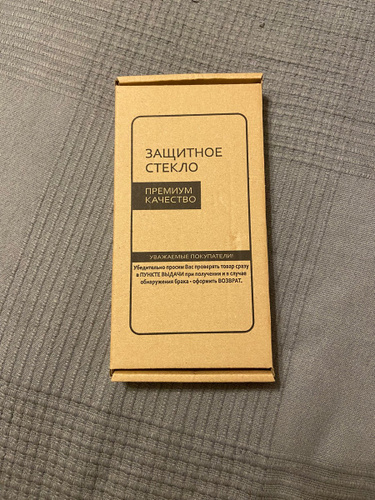 ЗАЩИТНОЕ
СТЕКЛО
ПРЕМИУМ
КАЧЕСТВО
УВАЖАЕМЫЕ ПОКУПАТЕЛИ!
Убедительно просим Вас проверять товар сразу
в ПУНКТЕ ВЫДАЧИ при получении и в случае
обнаружения брака - оформить ВОЗВРАТ.